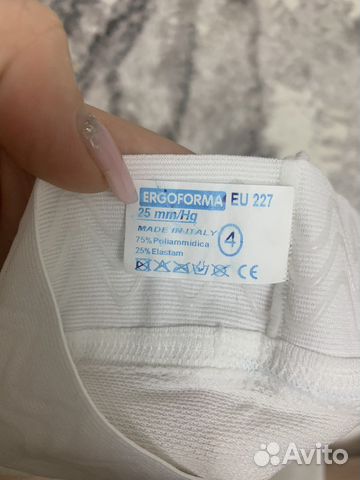 ERGOFORMA EU 227
25 mm/Hg
MADE IN ITALY 4
75% Poliammidica
25% Elastam
CE
Avito